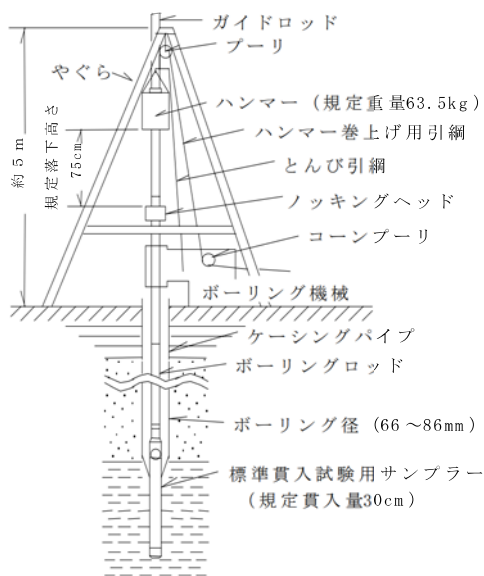 ガイドロッド
プーリ
やぐら
ハンマー（規定重量63.5kg）
ハンマー巻上げ用引綱
とんび引綱
ノッキングヘッド
コーンプーリ
ボーリング機械
約5m
規定落下高さ
75cm
ケーシングパイプ
ボーリングロッド
ボーリング径（66～86mm）
標準貫入試験用サンプラー
（規定貫入量30cm）